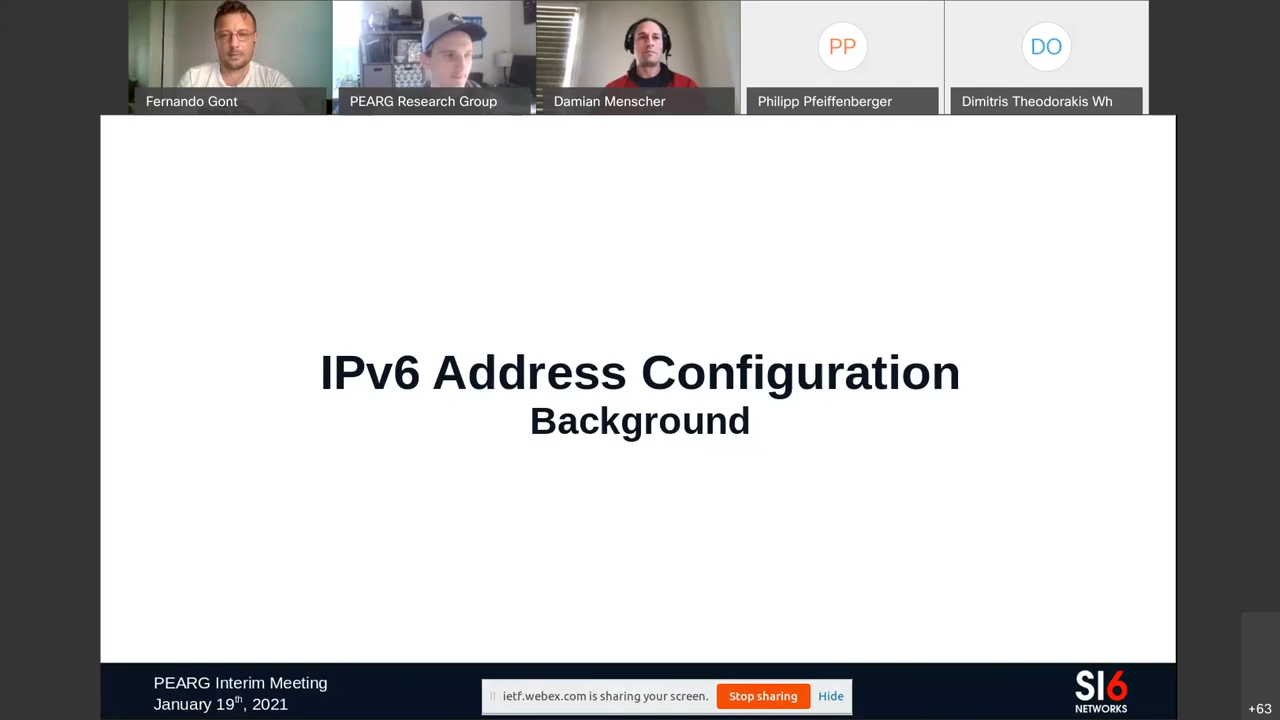 PP
DO
Fernando Gont
PEARG Research Group
Damian Menscher
Philipp Pfeiffenberger
Dimitris Theodorakis Wh
IPv6 Address Configuration
Background
PEARG Interim Meeting
January 19th, 2021
ietf.webex.com is sharing your screen.
Stop sharing
Hide
SI6
NETWORKS
+63